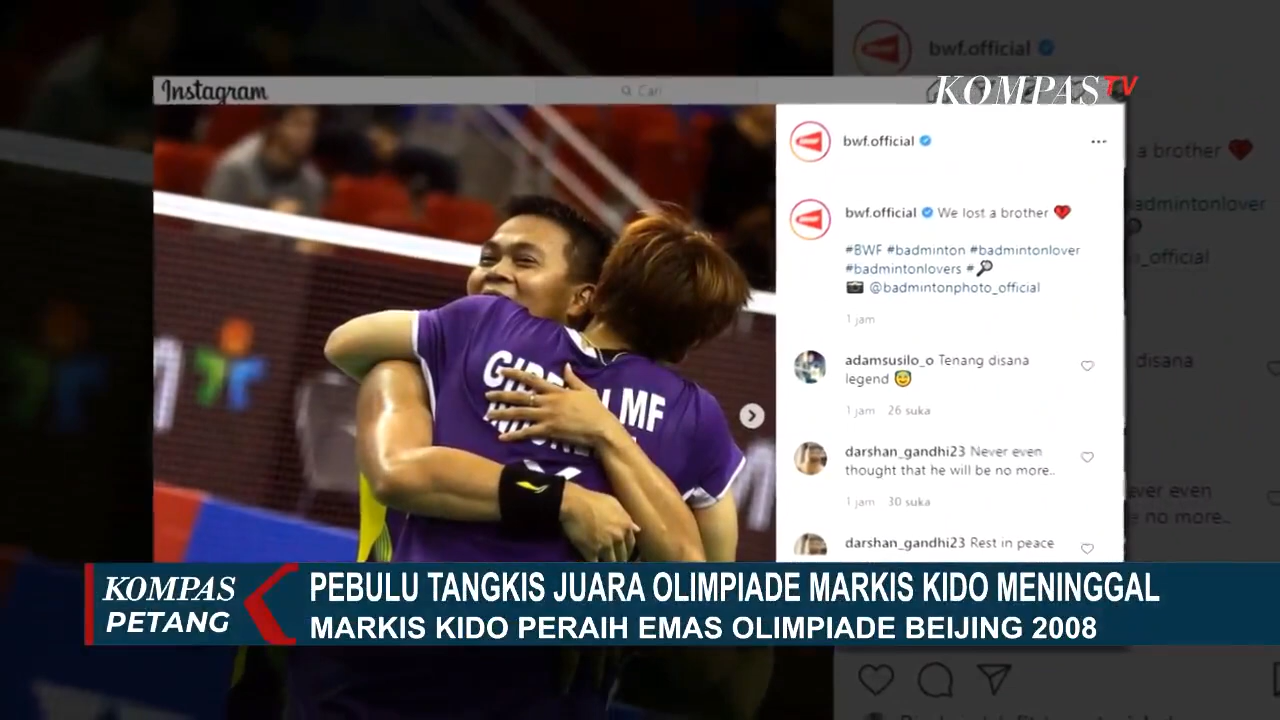 bwf.official
KOMPASTV
Instagram
Cari
bwf.official
a brother
bwf.official We lost a brother
#BWF #badminton #badmintonlover
#badmintonlovers #
@badmintonphoto_official
1 jam
adamsusilo_o Tenang disana
legend
1 jam 26 suka
darshan_gandhi23 Never even
thought that he will be no more..
1 jam 30 suka
darshan_gandhi23 Rest in peace
MF
KOMPAS
PETANG
PEBULU TANGKIS JUARA OLIMPIADE MARKIS KIDO MENINGGAL
MARKIS KIDO PERAIH EMAS OLIMPIADE BEIJING 2008